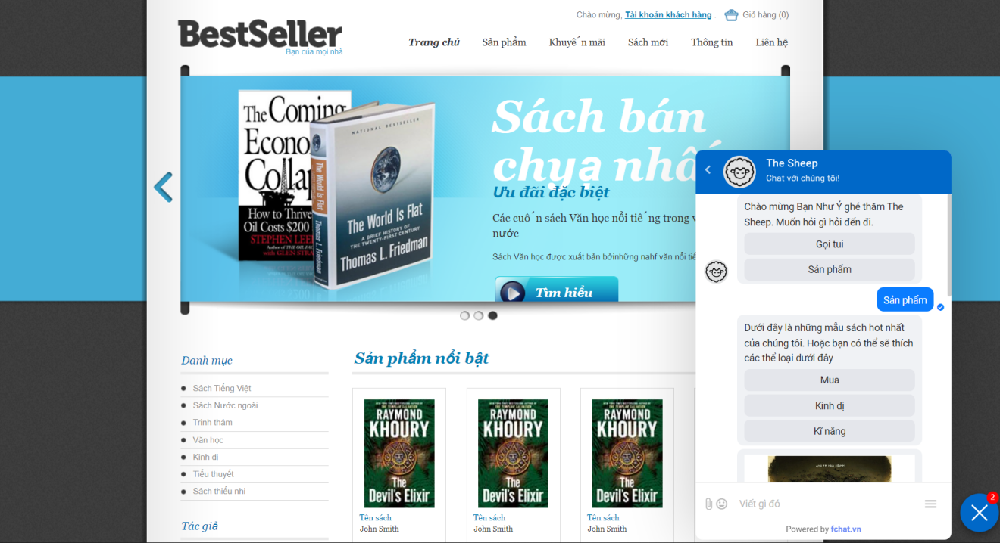 Chào mừng, Tài khoản khách hàng .
Giỏ hàng (0)
BestSeller
Bạn của mọi nhà
Trang chủ
Sản phẩm
Khuyến mãi
Sách mới
Thông tin
Liên hệ
The Coming
Econo
Collap
How to Thrive
Oil Costs $200
STEPHEN LEE
Author of THE OIL FAC
with GLEN STRA
NATIONAL BESTSELLER
The World Is Flat
A BRIEF HISTORY OF
THE TWENTY-FIRST CENTURY
Thomas L. Friedman
The World Is Flat
Thomas L. Friedman
Sách bán
chyạ nhấ
Ưu đãi đặc biệt
Các cuốn sách Văn học nổi tiếng trong v
nước
Sách Văn học được xuất bản bởinhững nahf văn nổi tiế
Tìm hiểu
Danh mục
Sách Tiếng Việt
Sách Nước ngoài
Trinh thám
Văn học
Kinh dị
Tiểu thuyết
Sách thiếu nhi
Tác giả
Sản phẩm nổi bật
RAYMOND
KHOURY
The
Devil's Elixir
Tên sách
John Smith
RAYMOND
KHOURY
The
Devil's Elixir
Tên sách
John Smith
RAYMOND
KHOURY
The
Devil's Elixir
Tên sách
John Smith
The Sheep
Chat với chúng tôi!
Chào mừng Bạn Như Ý ghé thăm The
Sheep. Muốn hỏi gì hỏi đến đi.
Gọi tui
Sản phẩm
Sản phẩm
Dưới đây là những mẫu sách hot nhất
của chúng tôi. Hoặc bạn có thể sẽ thích
các thể loại dưới đây
Mua
Kinh dị
Kĩ năng
Viết gì đó
Powered by fchat.vn
2